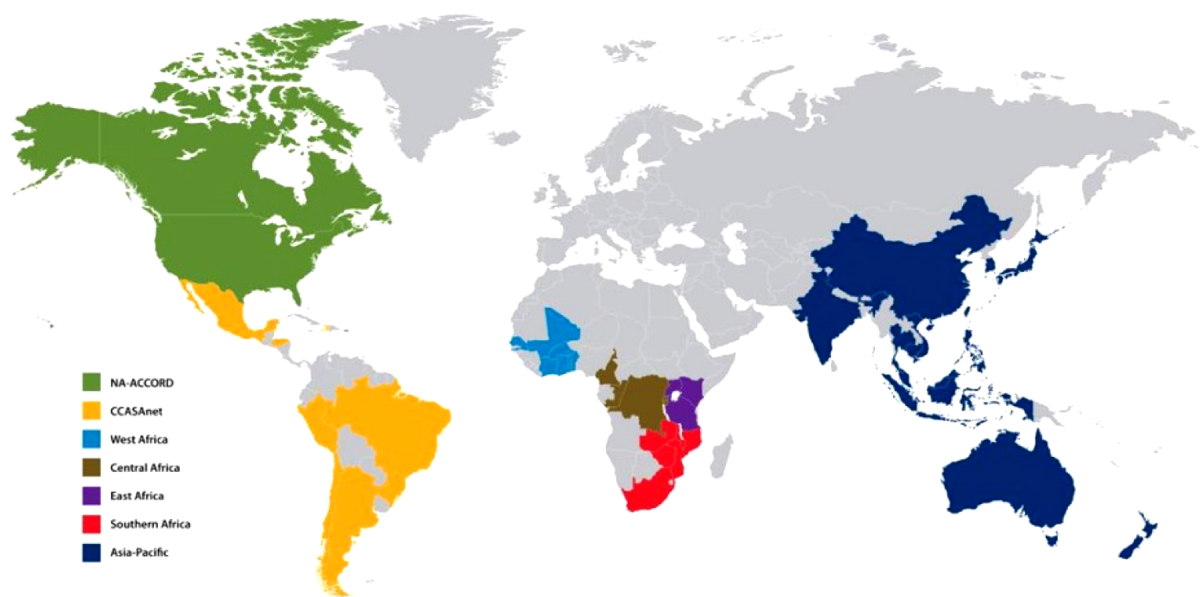 NA-ACCORD
CCASAnet
West Africa
Central Africa
East Africa
Southern Africa
Asia-Pacific